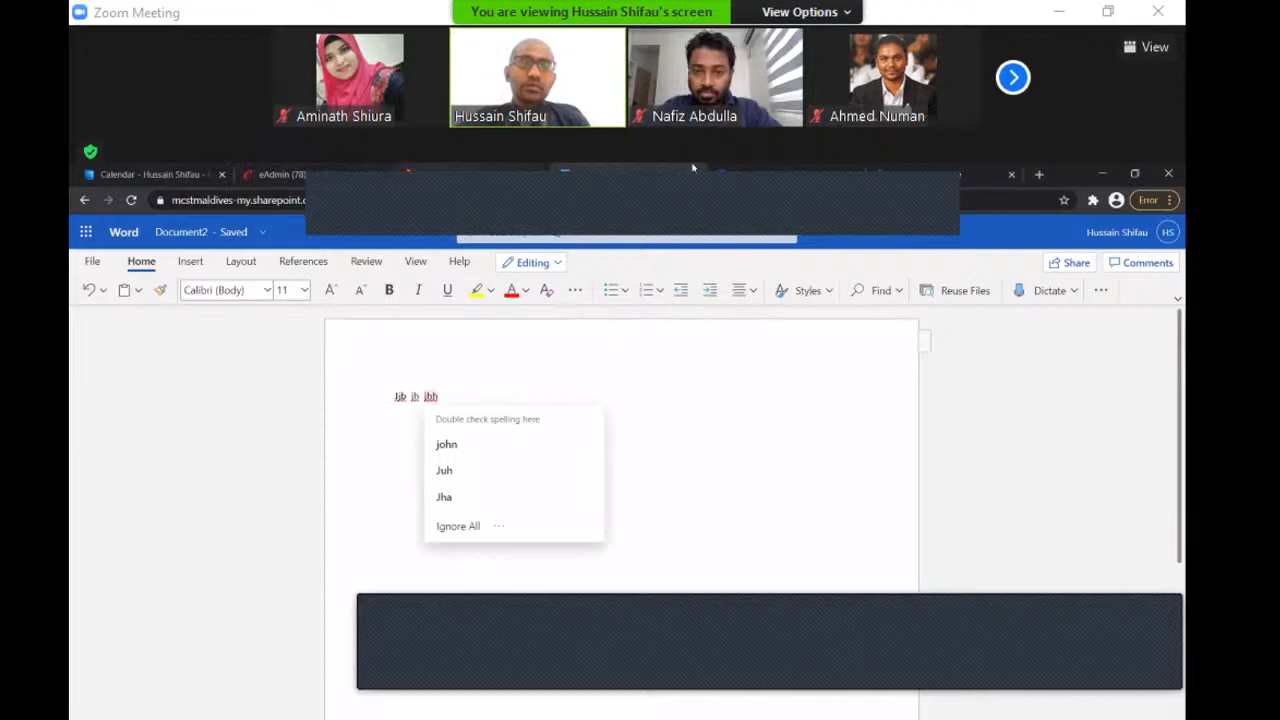 Zoom Meeting
You are viewing Hussain Shifau's screen
View Options
View
Aminath Shiura
Hussain Shifau
Nafiz Abdulla
Ahmed Numan
Calendar - Hussain Shifau -
eAdmin (78)
mcstmaldives-my.sharepoint.c
Error
Word
Document2 - Saved
Hussain Shifau
HS
File Home Insert Layout References Review View Help Editing
Share
Comments
Calibri (Body) 11
B I U
A
Styles
Find
Reuse Files
Dictate
Double check spelling here
john
Juh
Jha
Ignore All ...